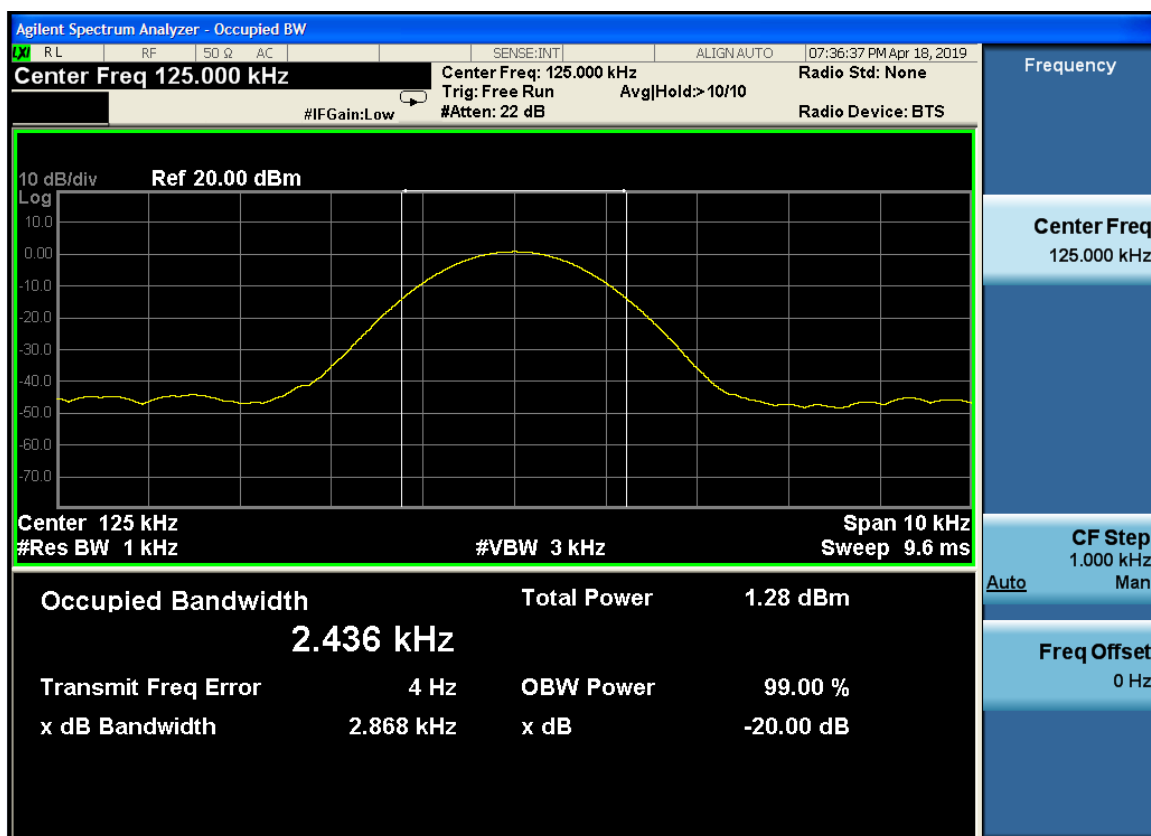 Agilent Spectrum Analyzer - Occupied BW
LXI RL RF 50 Ω AC SENSE:INT ALIGN AUTO 07:36:37 PM Apr 18, 2019
Center Freq 125.000 kHz
Center Freq: 125.000 kHz Radio Std: None
Trig: Free Run Avg|Hold:>10/10
#IFGain:Low #Atten: 22 dB Radio Device: BTS
10 dB/div Ref 20.00 dBm
Log
10.0
0.00
-10.0
-20.0
-30.0
-40.0
-50.0
-60.0
-70.0
Center 125 kHz Span 10 kHz
#Res BW 1 kHz #VBW 3 kHz Sweep 9.6 ms
Occupied Bandwidth Total Power 1.28 dBm
2.436 kHz
Transmit Freq Error 4 Hz OBW Power 99.00 %
x dB Bandwidth 2.868 kHz x dB -20.00 dB
Frequency
Center Freq
125.000 kHz
CF Step
1.000 kHz
Auto Man
Freq Offset
0 Hz